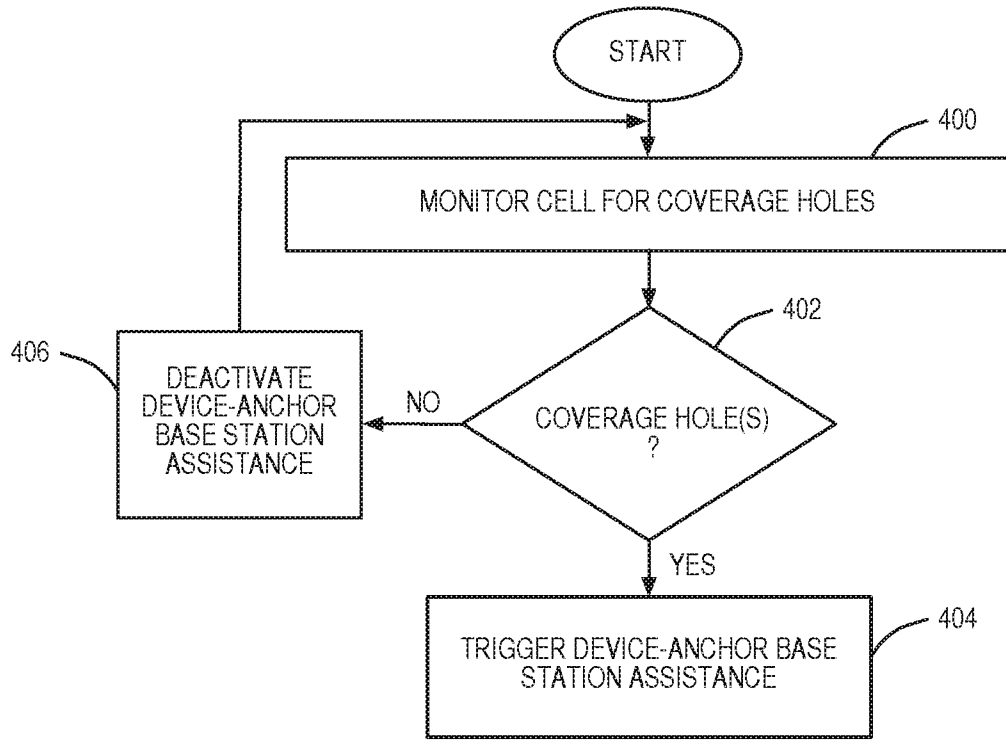 START
400
MONITOR CELL FOR COVERAGE HOLES
402
COVERAGE HOLE(S)
?
NO
406
DEACTIVATE
DEVICE-ANCHOR
BASE STATION
ASSISTANCE
YES
404
TRIGGER DEVICE-ANCHOR BASE
STATION ASSISTANCE